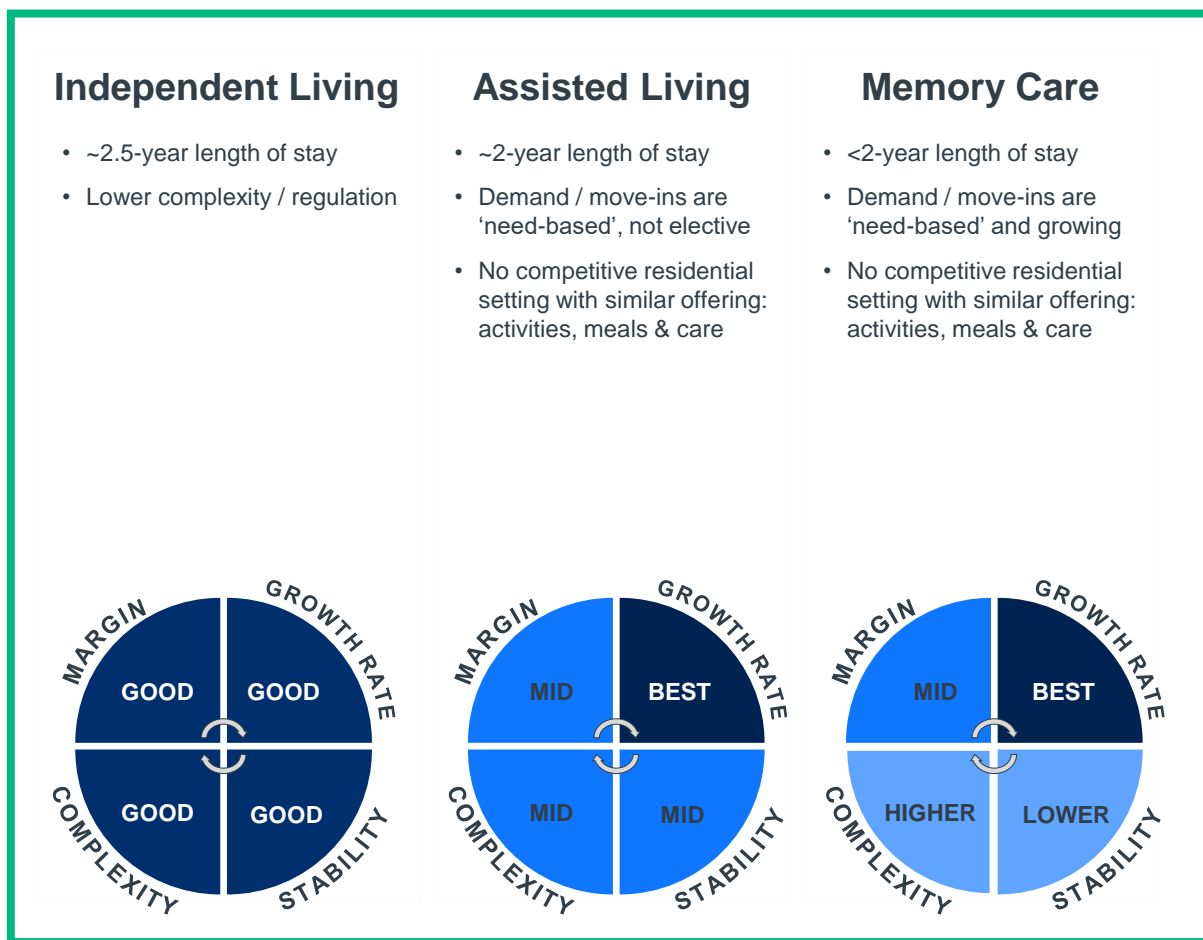 Independent Living
• ~2.5-year length of stay
• Lower complexity / regulation
MARGIN
GROWTH RATE
GOOD
GOOD
GOOD
GOOD
COMPLEXITY
STABILITY
Assisted Living
• ~2-year length of stay
• Demand / move-ins are
‘need-based’, not elective
• No competitive residential
setting with similar offering:
activities, meals & care
MARGIN
GROWTH RATE
MID
BEST
MID
MID
COMPLEXITY
STABILITY
Memory Care
• <2-year length of stay
• Demand / move-ins are
‘need-based’ and growing
• No competitive residential
setting with similar offering:
activities, meals & care
MARGIN
GROWTH RATE
MID
BEST
HIGHER
LOWER
COMPLEXITY
STABILITY